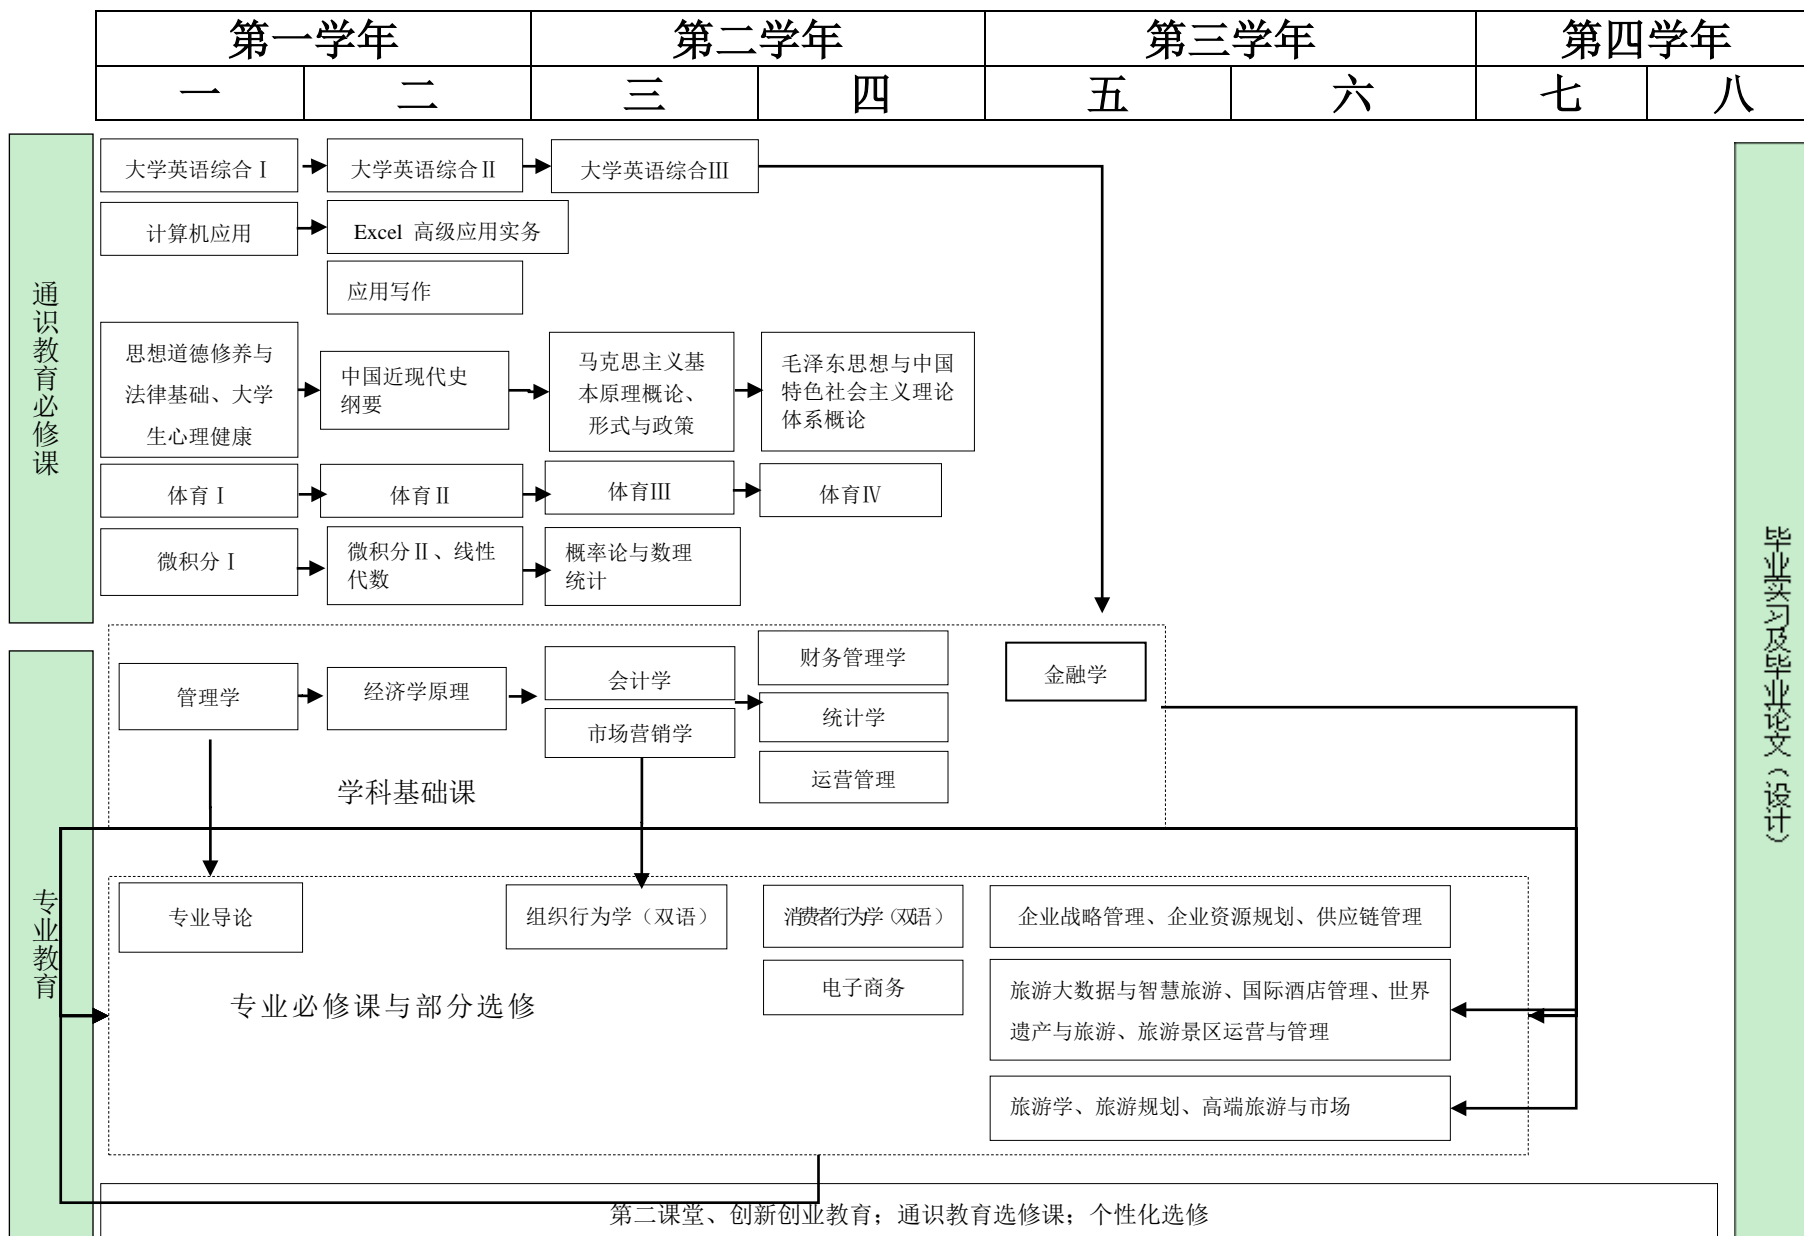 第一学年
第二学年
第三学年
第四学年
一
二
三
四
五
六
七
八
通识教育必修课
大学英语综合Ⅰ
大学英语综合Ⅱ
大学英语综合Ⅲ
计算机应用
Excel 高级应用实务
应用写作
思想道德修养与
法律基础、大学
生心理健康
中国近现代史
纲要
马克思主义基
本原理概论、
形式与政策
毛泽东思想与中国
特色社会主义理论
体系概论
体育Ⅰ
体育Ⅱ
体育Ⅲ
体育Ⅳ
微积分Ⅰ
微积分Ⅱ、线性
代数
概率论与数理
统计
专业教育
管理学
经济学原理
会计学
市场营销学
财务管理学
统计学
运营管理
金融学
学科基础课
专业导论
组织行为学（双语）
消费者行为学（双语）
电子商务
企业战略管理、企业资源规划、供应链管理
旅游大数据与智慧旅游、国际酒店管理、世界
遗产与旅游、旅游景区运营与管理
旅游学、旅游规划、高端旅游与市场
专业必修课与部分选修
第二课堂、创新创业教育；通识教育选修课；个性化选修
毕业实习及毕业论文（设计）